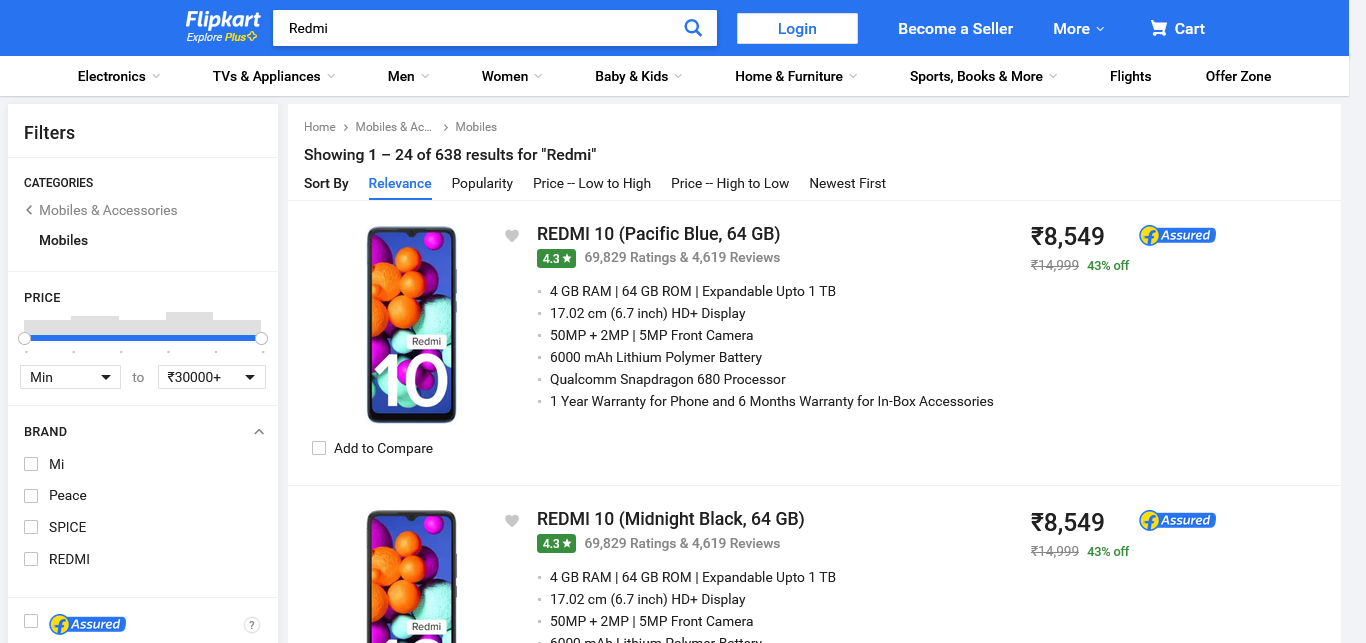 Flipkart
Explore Plus
Redmi
Login
Become a Seller
More
Cart
Electronics
TVs & Appliances
Men
Women
Baby & Kids
Home & Furniture
Sports, Books & More
Flights
Offer Zone
Filters
CATEGORIES
Mobiles & Accessories
Mobiles
PRICE
Min
to
₹30000+
BRAND
Mi
Peace
SPICE
REDMI
Assured
?
Home
Mobiles & Ac...
Mobiles
Showing 1 – 24 of 638 results for "Redmi"
Sort By
Relevance
Popularity
Price -- Low to High
Price -- High to Low
Newest First
Redmi
10
Add to Compare
REDMI 10 (Pacific Blue, 64 GB)
4.3 ★ 69,829 Ratings & 4,619 Reviews
4 GB RAM | 64 GB ROM | Expandable Upto 1 TB
17.02 cm (6.7 inch) HD+ Display
50MP + 2MP | 5MP Front Camera
6000 mAh Lithium Polymer Battery
Qualcomm Snapdragon 680 Processor
1 Year Warranty for Phone and 6 Months Warranty for In-Box Accessories
₹8,549
Assured
₹14,999 43% off
Redmi
REDMI 10 (Midnight Black, 64 GB)
4.3 ★ 69,829 Ratings & 4,619 Reviews
4 GB RAM | 64 GB ROM | Expandable Upto 1 TB
17.02 cm (6.7 inch) HD+ Display
50MP + 2MP | 5MP Front Camera
6000 mAh Lithium Polymer Battery
₹8,549
Assured
₹14,999 43% off